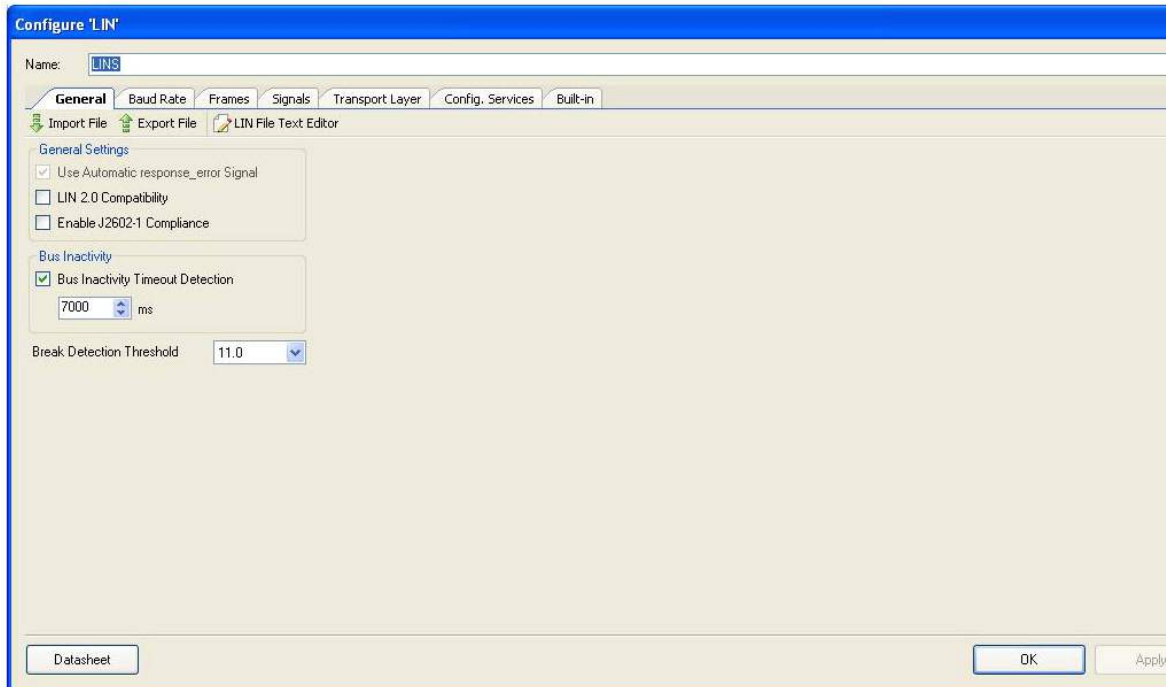 Configure 'LIN'
Name: LINS
General Baud Rate Frames Signals Transport Layer Config. Services Built-in
Import File Export File LIN File Text Editor
General Settings
Use Automatic response_error Signal
LIN 2.0 Compatibility
Enable J2602-1 Compliance
Bus Inactivity
Bus Inactivity Timeout Detection
7000 ms
Break Detection Threshold 11.0
Datasheet OK Apply